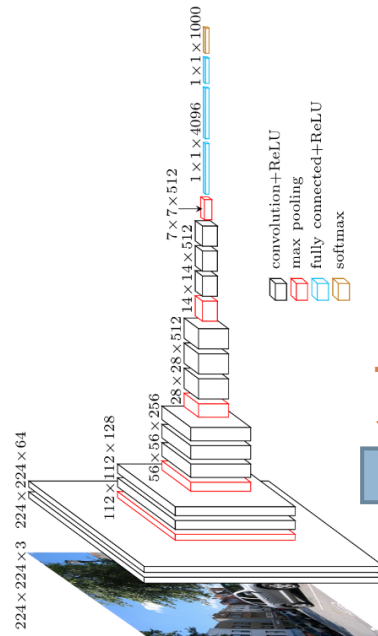 224×224×3
224×224×64
112×112×128
56×56×256
28×28×512
14×14×512
7×7×512
1×1×4096
1×1×1000
convolution+ReLU
max pooling
fully connected+ReLU
softmax